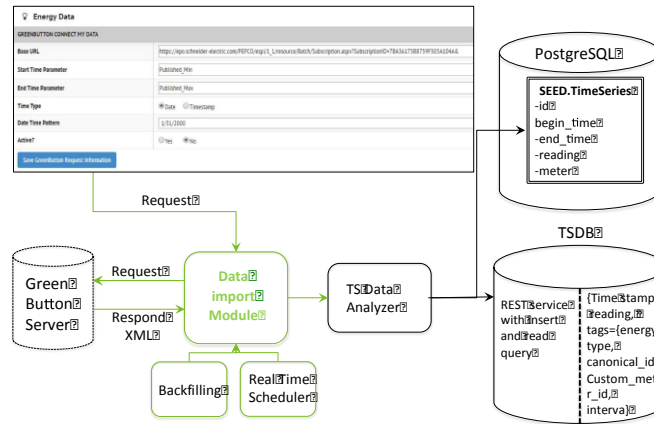 Energy Data
GREENBUTTON CONNECT MY DATA
Base URL
Start Time Parameter
Published_Min
End Time Parameter
Published_Max
Time Type
Date Timestamp
Date Time Pattern
1/31/2000
Active?
Yes No
Save GreenButton Request Information
Request
Green
Button
Server
Request
Respond
XML
Data
import
Module
Backfilling
Real Time
Scheduler
TS Data
Analyzer
PostgreSQL
SEED.TimeSeries
-id
begin_time
-end_time
-reading
-meter
TSDB
REST service
with insert
and read
query
{Time stamp
reading,
tags={energy
type,
canonical_id
Custom_met
r_id,
interva}